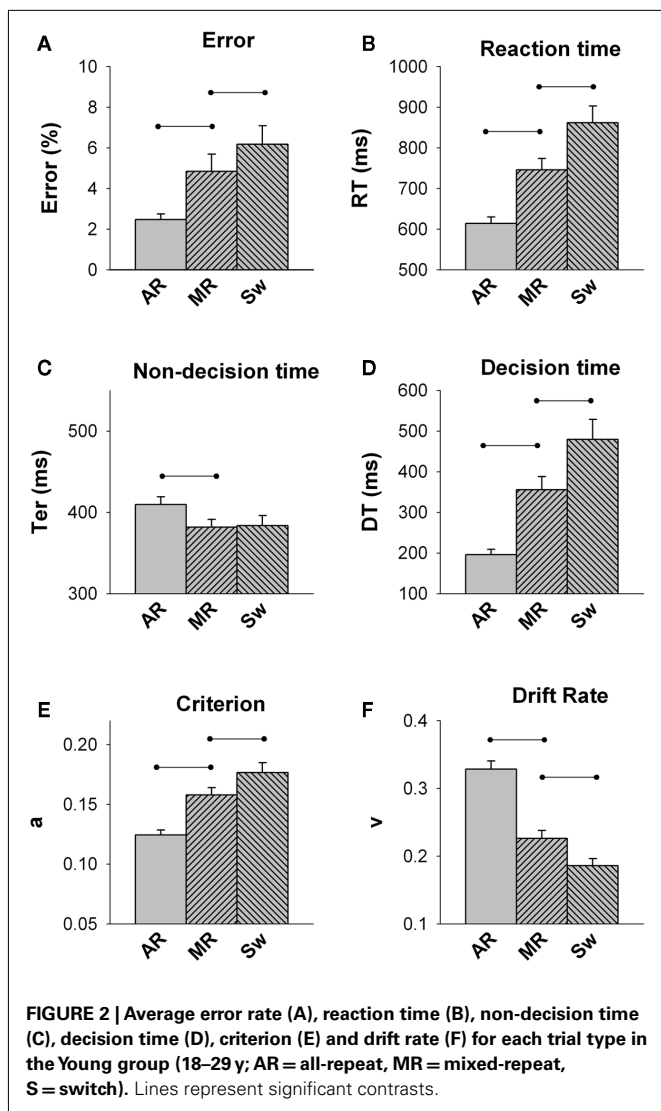 A
Error
10
8
6
4
2
0
Error (%)
AR
MR
Sw
B
Reaction time
1000
900
800
700
600
500
RT (ms)
AR
MR
Sw
C
Non-decision time
500
400
300
Ter (ms)
AR
MR
Sw
D
Decision time
600
500
400
300
200
100
DT (ms)
AR
MR
Sw
E
Criterion
0.20
0.15
0.10
0.05
a
AR
MR
Sw
F
Drift Rate
0.4
0.3
0.2
0.1
v
AR
MR
Sw
FIGURE 2 | Average error rate (A), reaction time (B), non-decision time
(C), decision time (D), criterion (E) and drift rate (F) for each trial type in
the Young group (18–29 y; AR = all-repeat, MR = mixed-repeat,
S = switch). Lines represent significant contrasts.